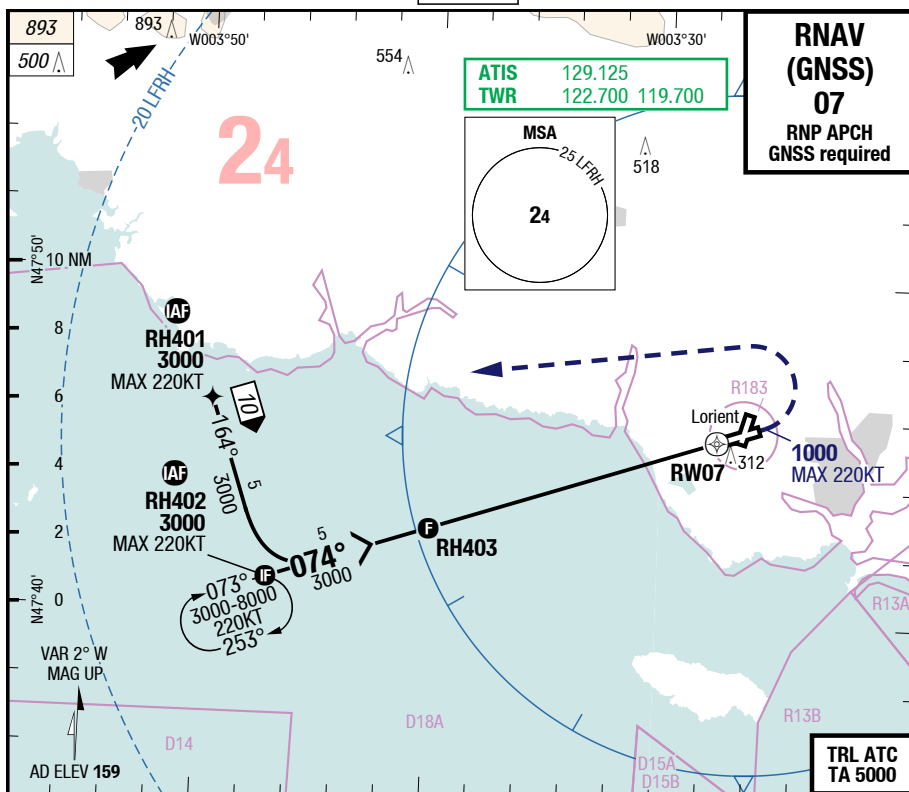 893
500
893
W003°50'
554
W003°30'
RNAV
(GNSS)
07
RNP APCH
GNSS required
ATIS 129.125
TWR 122.700 119.700
20 LFRH
24
MSA
25 LFRH
24
518
N47°50'
10 NM
8
6
4
2
0
N47°40'
IAF
RH401
3000
MAX 220KT
10
164°
5
3000
IAF
RH402
3000
MAX 220KT
IF
073°
3000-8000
220KT
253°
5
074°
3000
F
RH403
R183
Lorient
RW07
312
1000
MAX 220KT
R13A
R13B
VAR 2° W
MAG UP
D14
D18A
D15A
D15B
AD ELEV 159
TRL ATC
TA 5000